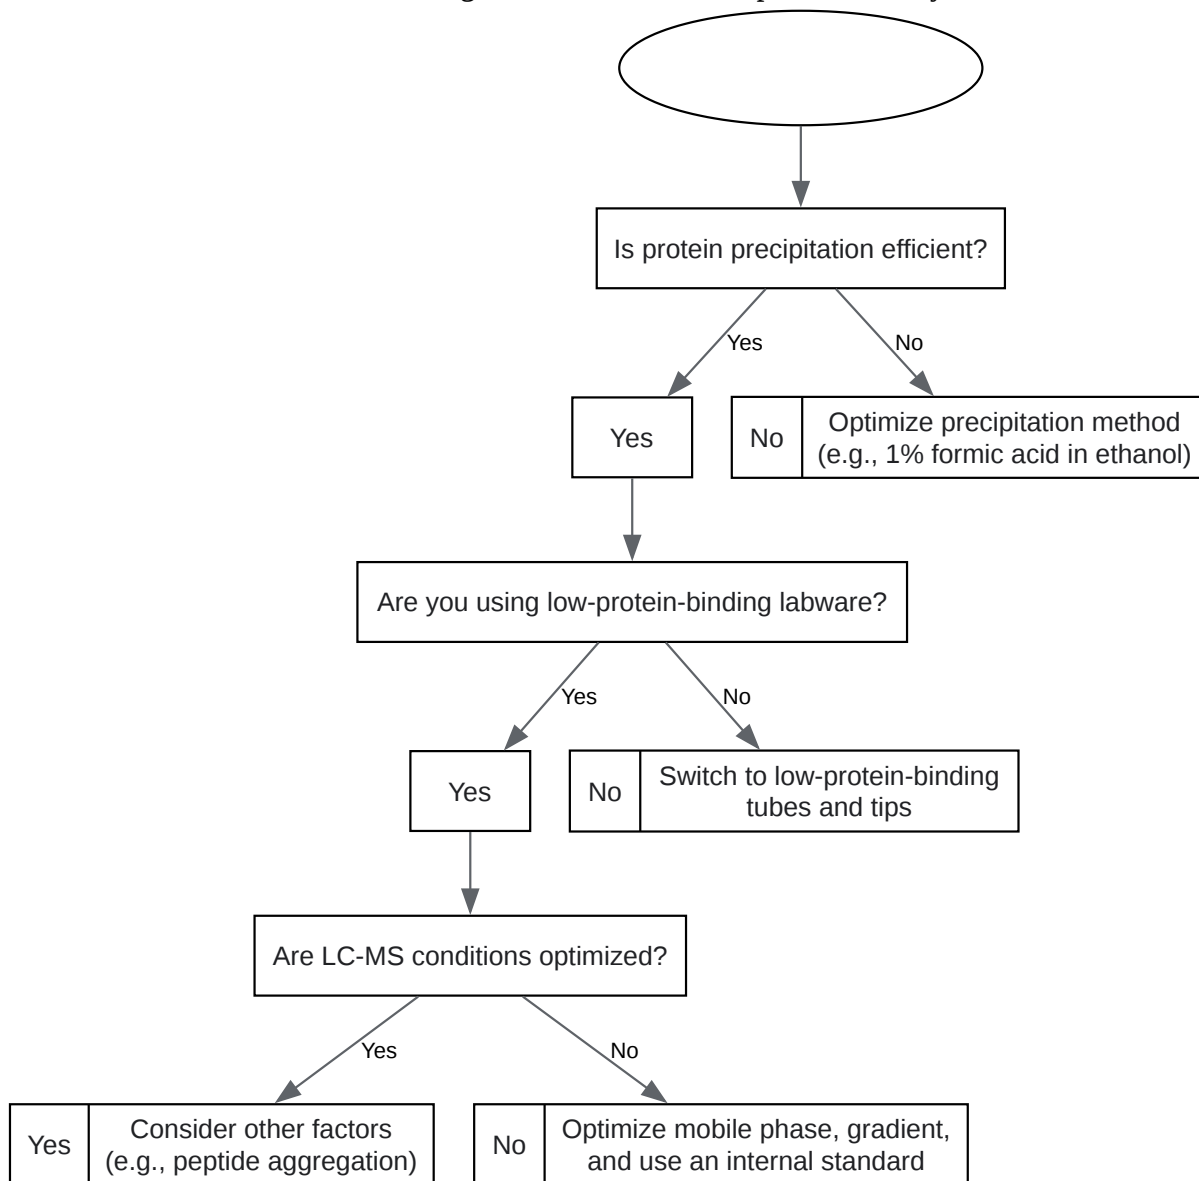 Is protein precipitation efficient?
Yes
No
Yes
No
Optimize precipitation method
(e.g., 1% formic acid in ethanol)
Are you using low-protein-binding labware?
Yes
No
Yes
No
Switch to low-protein-binding
tubes and tips
Are LC-MS conditions optimized?
Yes
No
Yes
Consider other factors
(e.g., peptide aggregation)
No
Optimize mobile phase, gradient,
and use an internal standard